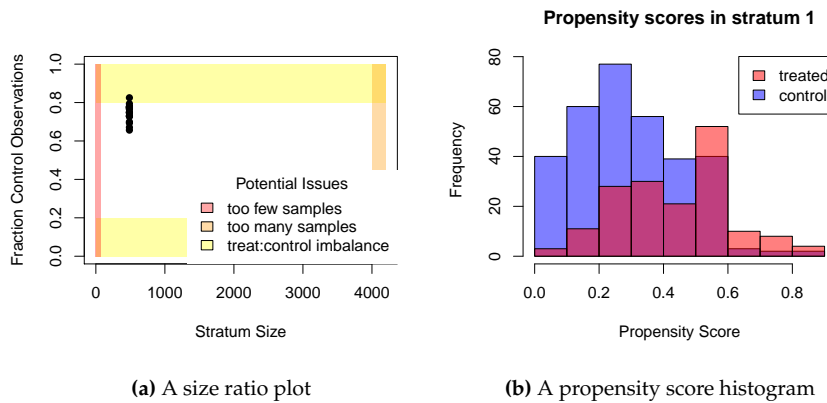 Fraction Control Observations
0.0 0.2 0.4 0.6 0.8 1.0
Potential Issues
too few samples
too many samples
treat:control imbalance
0 1000 2000 3000 4000
Stratum Size
(a) A size ratio plot
Propensity scores in stratum 1
Frequency
0 20 40 60 80
treated
control
0.0 0.2 0.4 0.6 0.8
Propensity Score
(b) A propensity score histogram